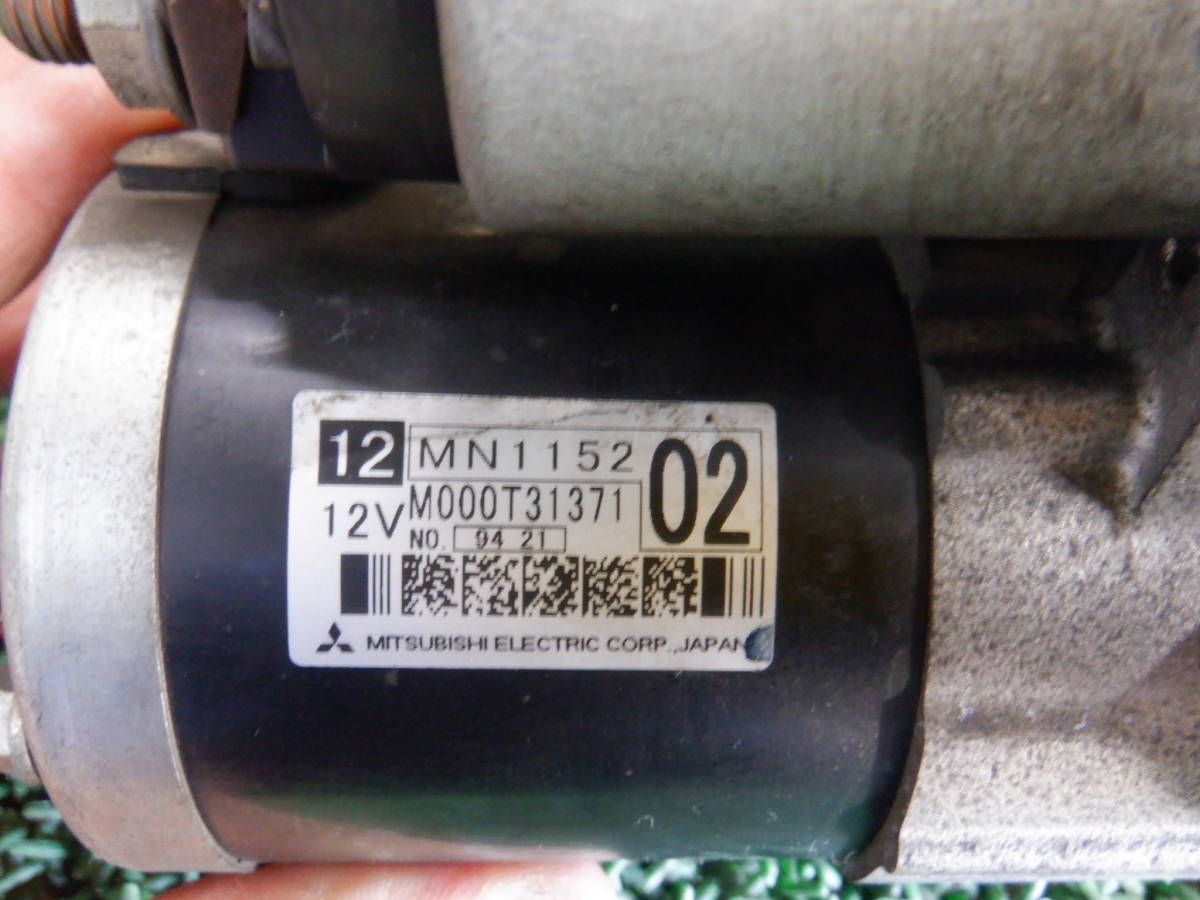 12 MN1152 02
12V M000T31371
NO. 94 21
MITSUBISHI ELECTRIC CORP.,JAPAN